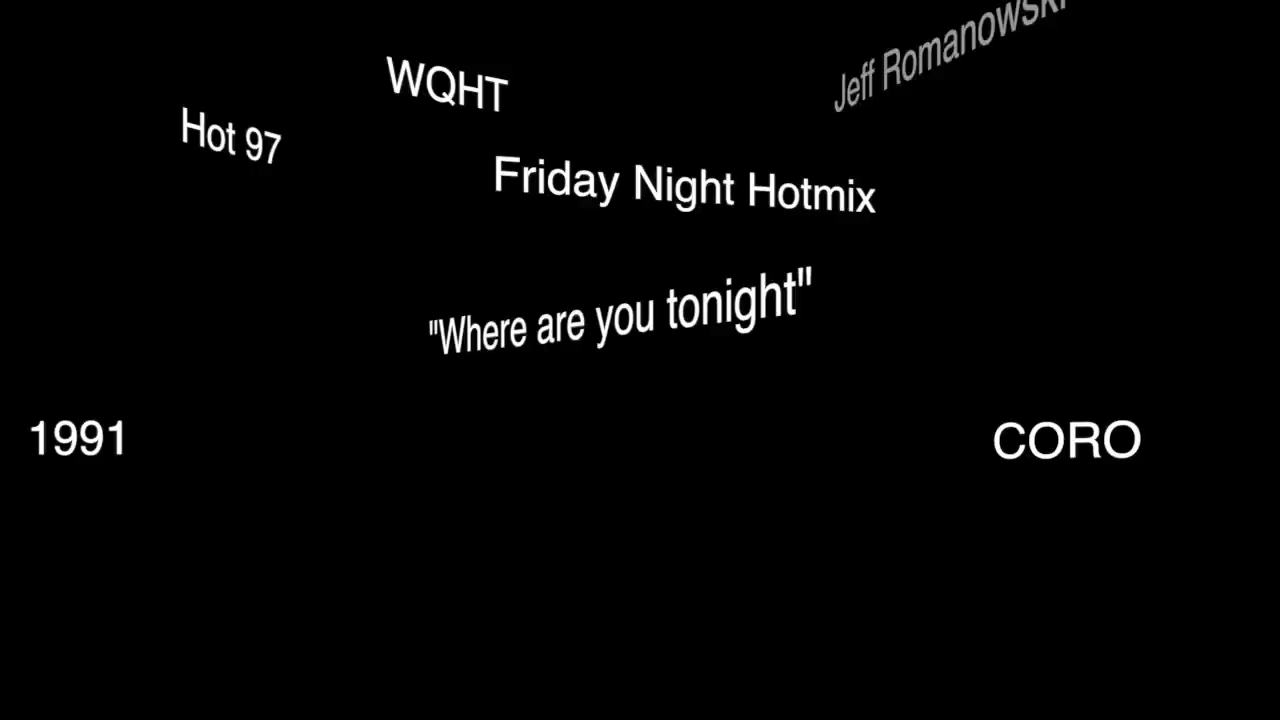 Jeff Romanowski
WQHT
Hot 97
Friday Night Hotmix
"Where are you tonight"
1991
CORO